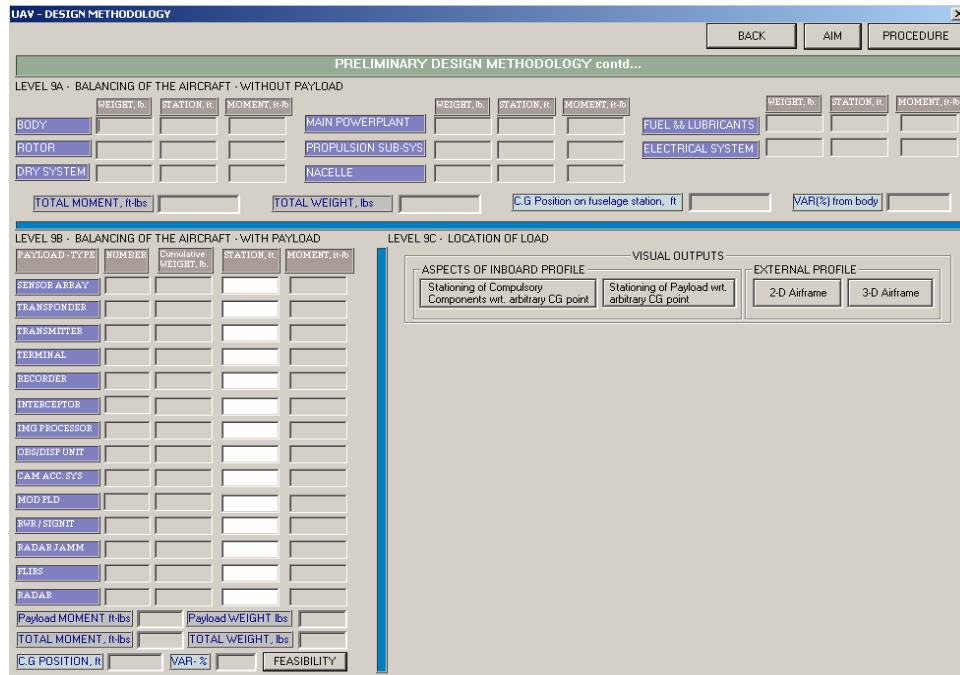 UAV - DESIGN METHODOLOGY
BACK AIM PROCEDURE
PRELIMINARY DESIGN METHODOLOGY contd...
LEVEL 9A - BALANCING OF THE AIRCRAFT - WITHOUT PAYLOAD
WEIGHT, lb. STATION, ft. MOMENT, ft-lb WEIGHT, lb. STATION, ft. MOMENT, ft-lb WEIGHT, lb. STATION, ft. MOMENT, ft-lb
BODY MAIN POWERPLANT FUEL && LUBRICANTS
ROTOR PROPULSION SUB-SYS ELECTRICAL SYSTEM
DRY SYSTEM NACELLE
TOTAL MOMENT, ft-lbs TOTAL WEIGHT, lbs C.G Position on fuselage station, ft VAR(%) from body
LEVEL 9B - BALANCING OF THE AIRCRAFT - WITH PAYLOAD
PAYLOAD-TYPE NUMBER Cumulative WEIGHT, lb. STATION, ft. MOMENT, ft-lb
SENSOR ARRAY
TRANSPONDER
TRANSMITTER
TERMINAL
RECORDER
INTERCEPTOR
IMG PROCESSOR
OBS/DISP UNIT
CAM ACC. SYS
MOD PLD
RWR / SIGNIT
RADAR JAMM
FLIRS
RADAR
Payload MOMENT ft-lbs Payload WEIGHT lbs
TOTAL MOMENT, ft-lbs TOTAL WEIGHT, lbs
C.G POSITION, ft VAR- % FEASIBILITY
LEVEL 9C - LOCATION OF LOAD
VISUAL OUTPUTS
ASPECTS OF INBOARD PROFILE
Stationing of Compulsory
Components wrt. arbitrary CG point
Stationing of Payload wrt.
arbitrary CG point
EXTERNAL PROFILE
2-D Airframe 3-D Airframe